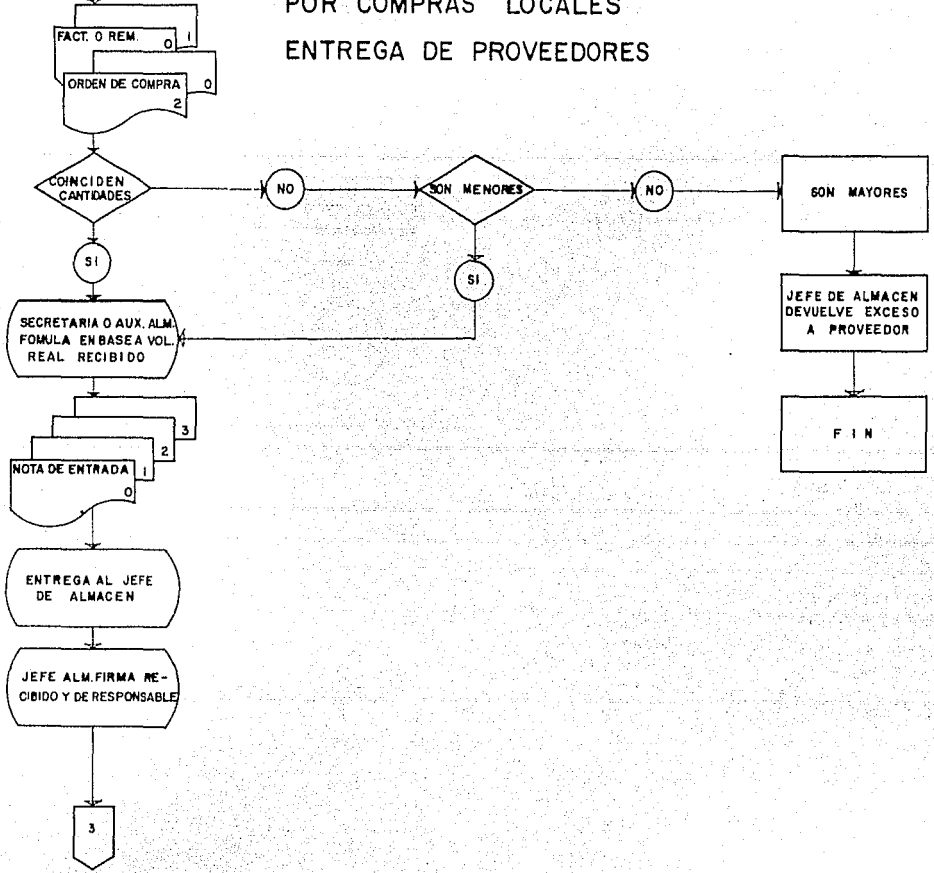 POR COMPRAS LOCALES
ENTREGA DE PROVEEDORES
1
FACT. O REM.
0
0
ORDEN DE COMPRA
2
COINCIDEN
CANTIDADES
NO
SON MENORES
NO
SON MAYORES
SI
SI
JEFE DE ALMACEN
DEVUELVE EXCESO
A PROVEEDOR
SECRETARIA O AUX. ALM.
FOMULA EN BASE A VOL.
REAL RECIBIDO
FIN
3
2
1
NOTA DE ENTRADA
0
ENTREGA AL JEFE
DE ALMACEN
JEFE ALM. FIRMA RE-
CIBIDO Y DE RESPONSABLE
3